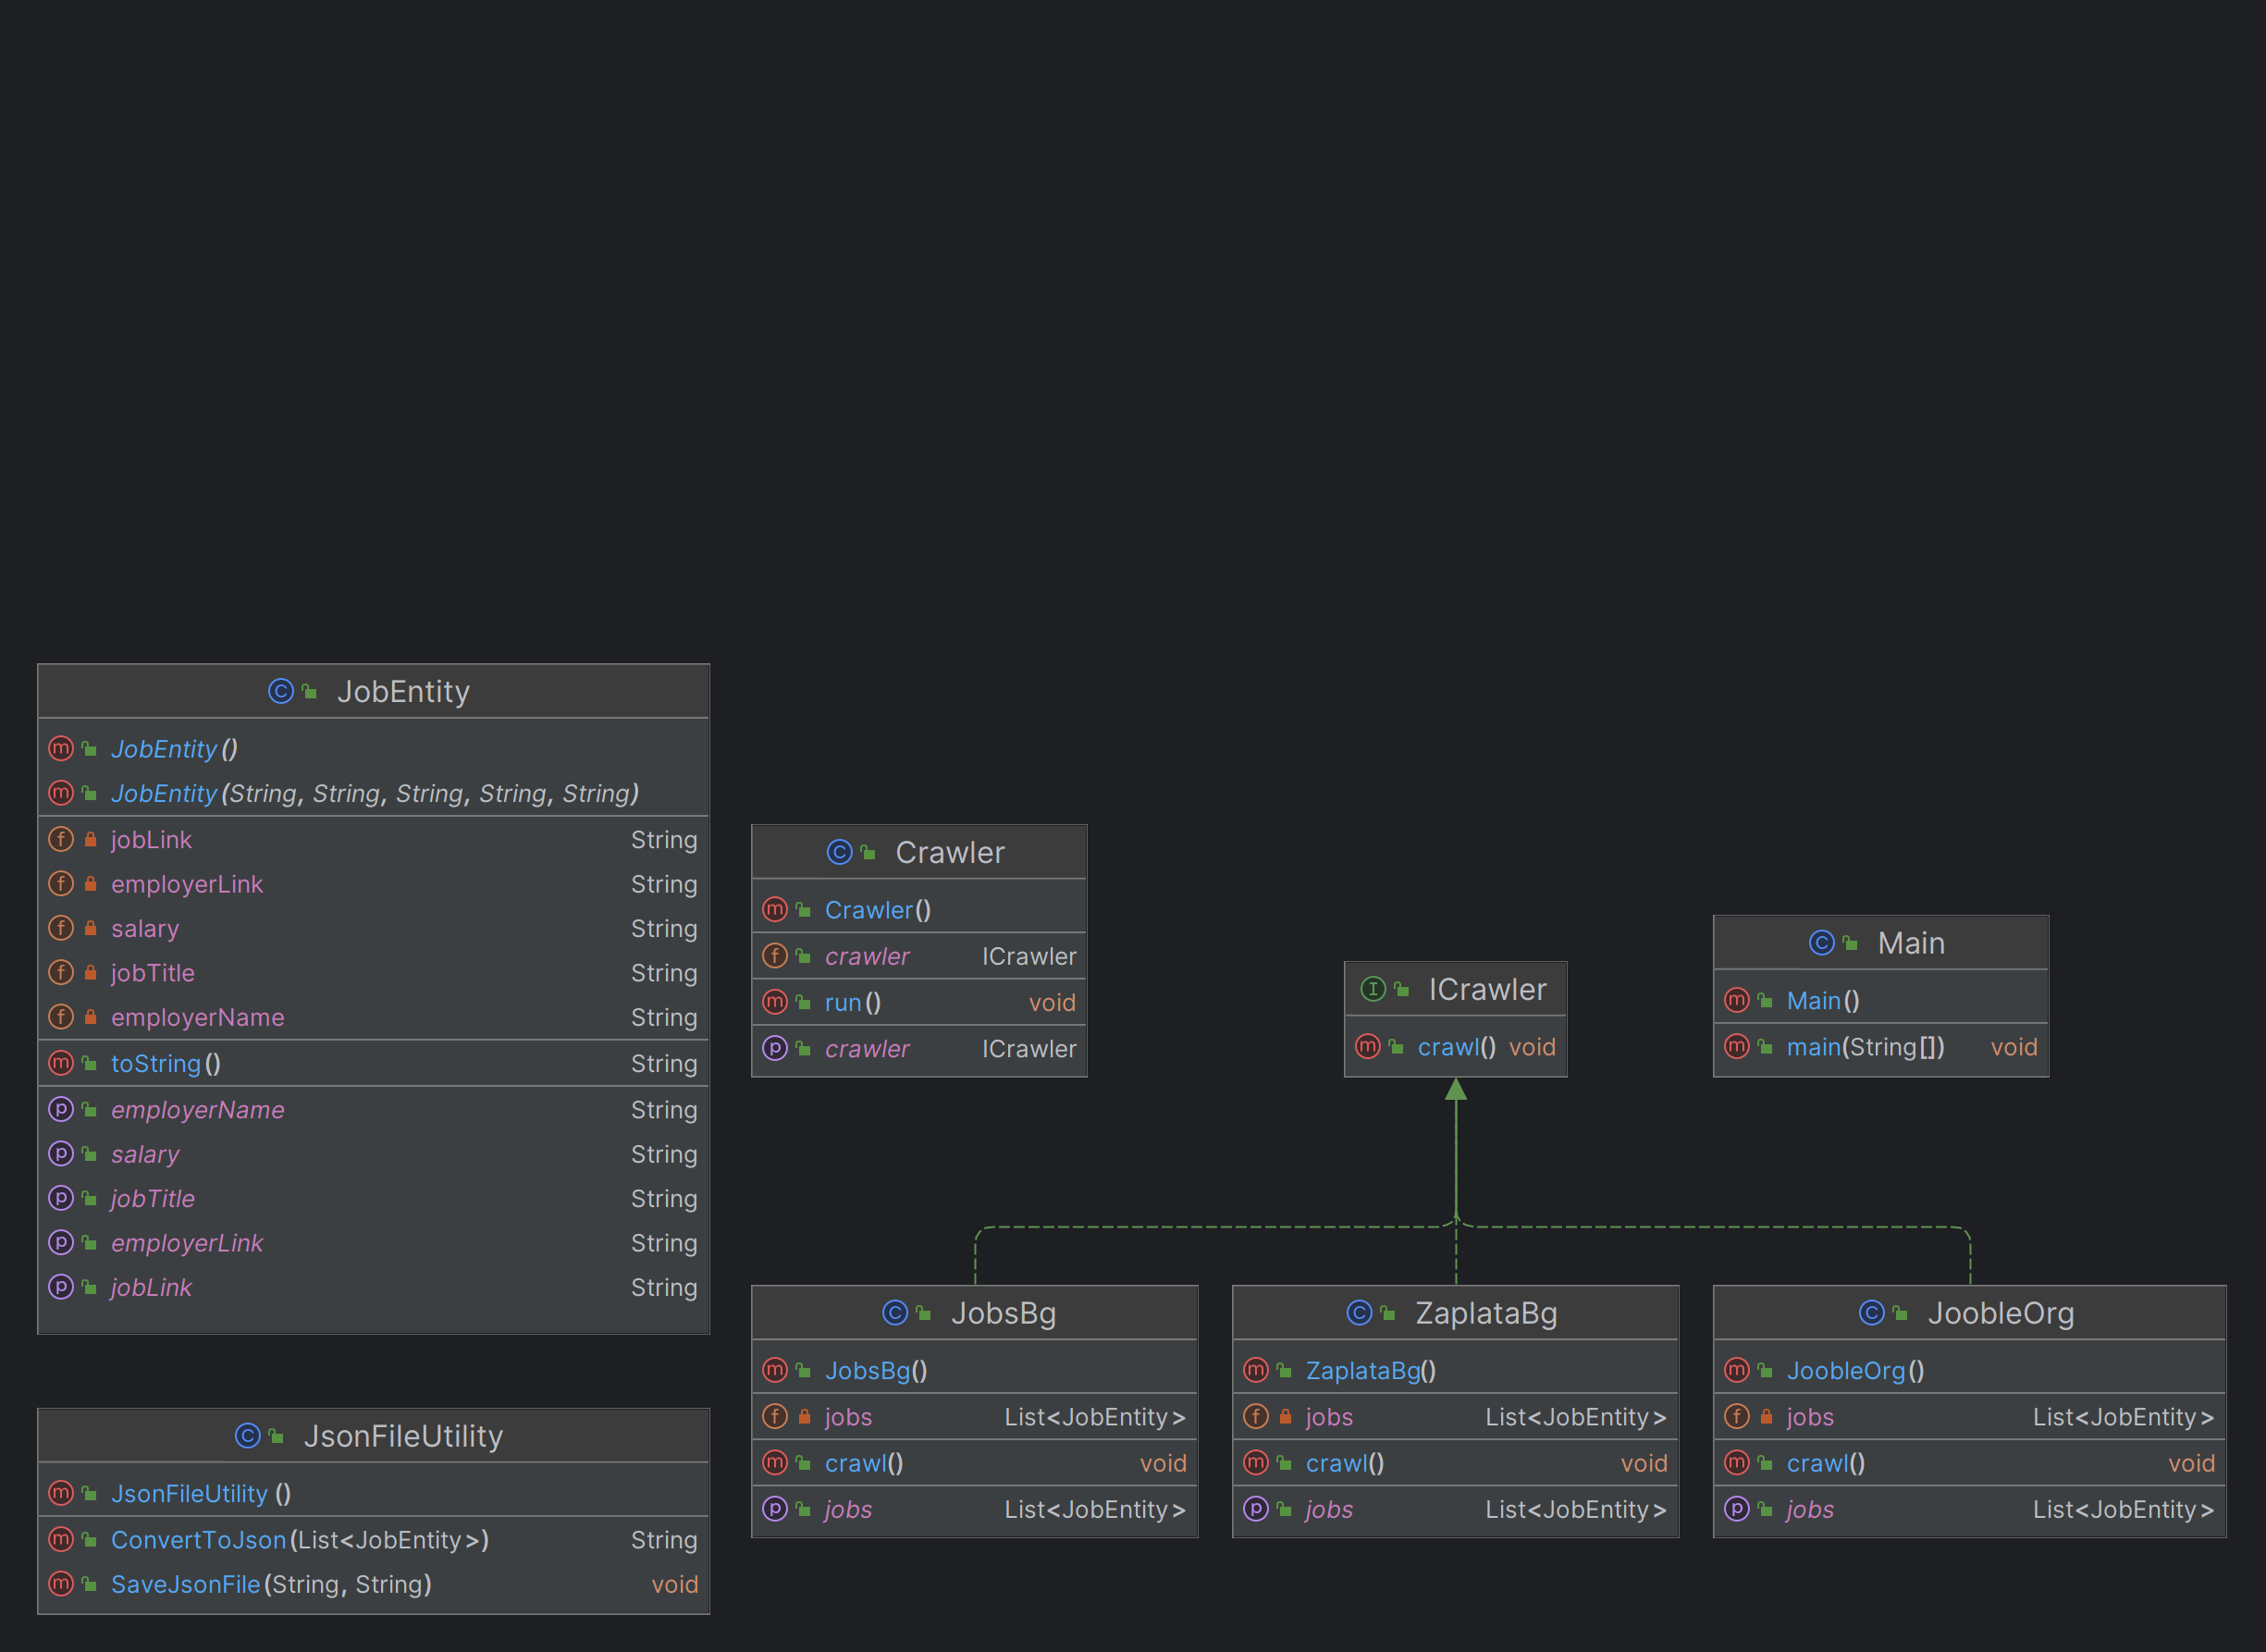 JobEntity
JobEntity()
JobEntity(String, String, String, String, String)
jobLink String
employerLink String
salary String
jobTitle String
employerName String
toString() String
employerName String
salary String
jobTitle String
employerLink String
jobLink String
JsonFileUtility
JsonFileUtility()
ConvertToJson(List<JobEntity>) String
SaveJsonFile(String, String) void
Crawler
Crawler()
crawler ICrawler
run() void
crawler ICrawler
ICrawler
crawl() void
Main
Main()
main(String[]) void
JobsBg
JobsBg()
jobs List<JobEntity>
crawl() void
jobs List<JobEntity>
ZaplataBg
ZaplataBg()
jobs List<JobEntity>
crawl() void
jobs List<JobEntity>
JoobleOrg
JoobleOrg()
jobs List<JobEntity>
crawl() void
jobs List<JobEntity>